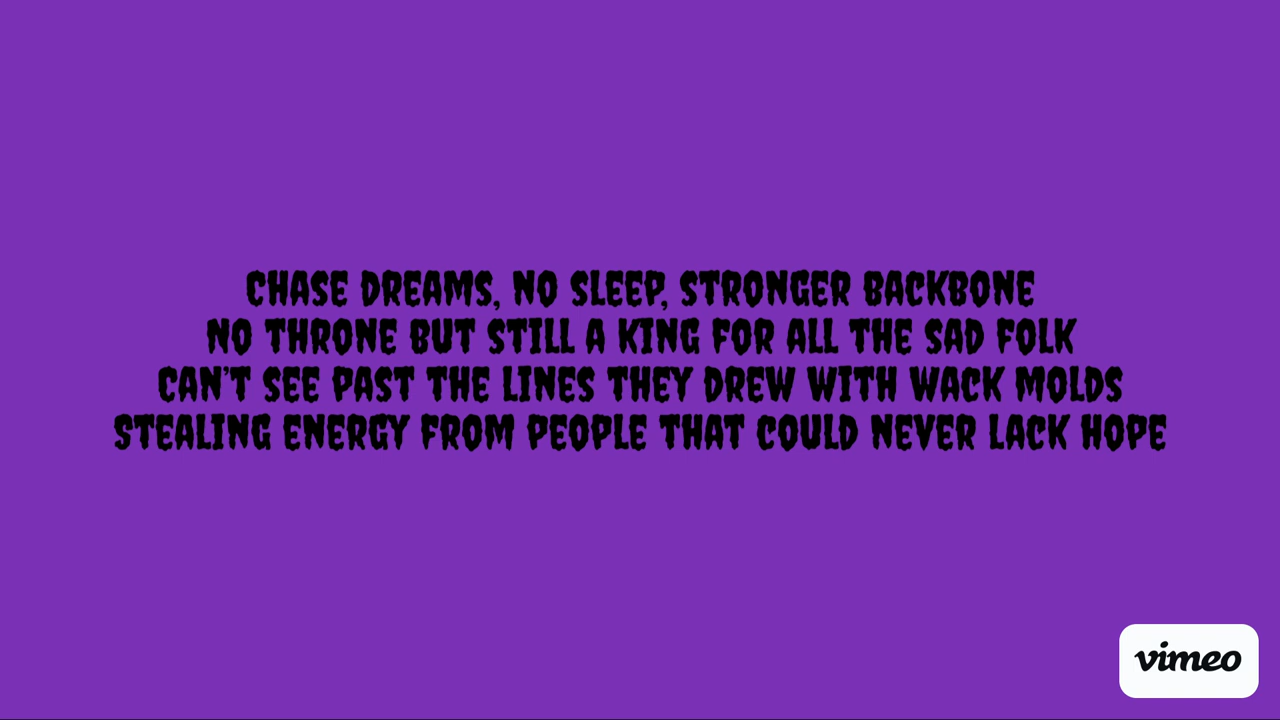 CHASE DREAMS, NO SLEEP, STRONGER BACKBONE
NO THRONE BUT STILL A KING FOR ALL THE SAD FOLK
CAN'T SEE PAST THE LINES THEY DREW WITH WACK MOLDS
STEALING ENERGY FROM PEOPLE THAT COULD NEVER LACK HOPE
vimeo